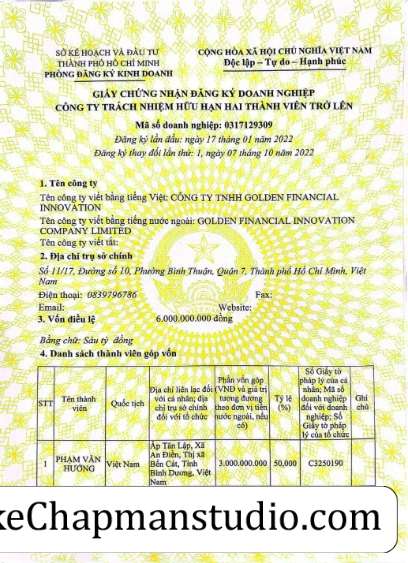 SỞ KẾ HOẠCH VÀ ĐẦU TƯ
THÀNH PHỐ HỒ CHÍ MINH
PHÒNG ĐĂNG KÝ KINH DOANH
CỘNG HÒA XÃ HỘI CHỦ NGHĨA VIỆT NAM
Độc lập – Tự do – Hạnh phúc
GIẤY CHỨNG NHẬN ĐĂNG KÝ DOANH NGHIỆP
CÔNG TY TRÁCH NHIỆM HỮU HẠN HAI THÀNH VIÊN TRỞ LÊN
Mã số doanh nghiệp: 0317129309
Đăng ký lần đầu: ngày 17 tháng 01 năm 2022
Đăng ký thay đổi lần thứ: 1, ngày 07 tháng 10 năm 2022
1. Tên công ty
Tên công ty viết bằng tiếng Việt: CÔNG TY TNHH GOLDEN FINANCIAL
INNOVATION
Tên công ty viết bằng tiếng nước ngoài: GOLDEN FINANCIAL INNOVATION
COMPANY LIMITED
Tên công ty viết tắt:
2. Địa chỉ trụ sở chính
Số 11/17, Đường số 10, Phường Bình Thuận, Quận 7, Thành phố Hồ Chí Minh, Việt
Nam
Điện thoại: 0839796786 Fax:
Email: Website:
3. Vốn điều lệ 6.000.000.000 đồng
Bằng chữ: Sáu tỷ đồng
4. Danh sách thành viên góp vốn
STT
Tên thành
viên
Quốc tịch
Địa chỉ liên lạc đối
với cá nhân; địa
chỉ trụ sở chính
đối với tổ chức
Phần vốn góp
(VNĐ và giá trị
tương đương
theo đơn vị tiền
nước ngoài, nếu
có)
Tỷ lệ
(%)
Số Giấy tờ
pháp lý của cá
nhân; Mã số
doanh nghiệp
đối với doanh
nghiệp; Số
Giấy tờ pháp
lý của tổ chức
Ghi
chú
1
PHẠM VĂN
HƯỚNG
Việt Nam
Ấp Tân Lập, Xã
An Điền, Thị xã
Bến Cát, Tỉnh
Bình Dương, Việt
Nam
3.000.000.000
50,000
C3250190
keChapmanstudio.com